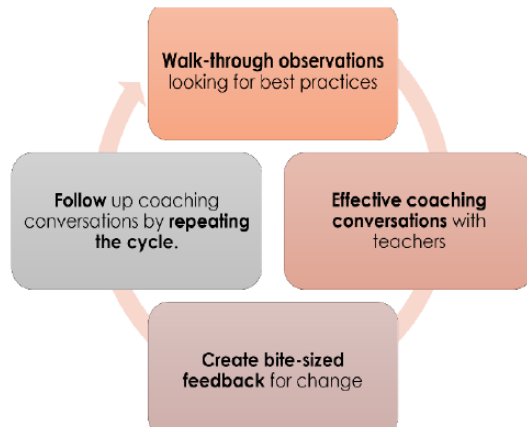 Walk-through observations
looking for best practices
Effective coaching
conversations with
teachers
Create bite-sized
feedback for change
Follow up coaching
conversations by repeating
the cycle.